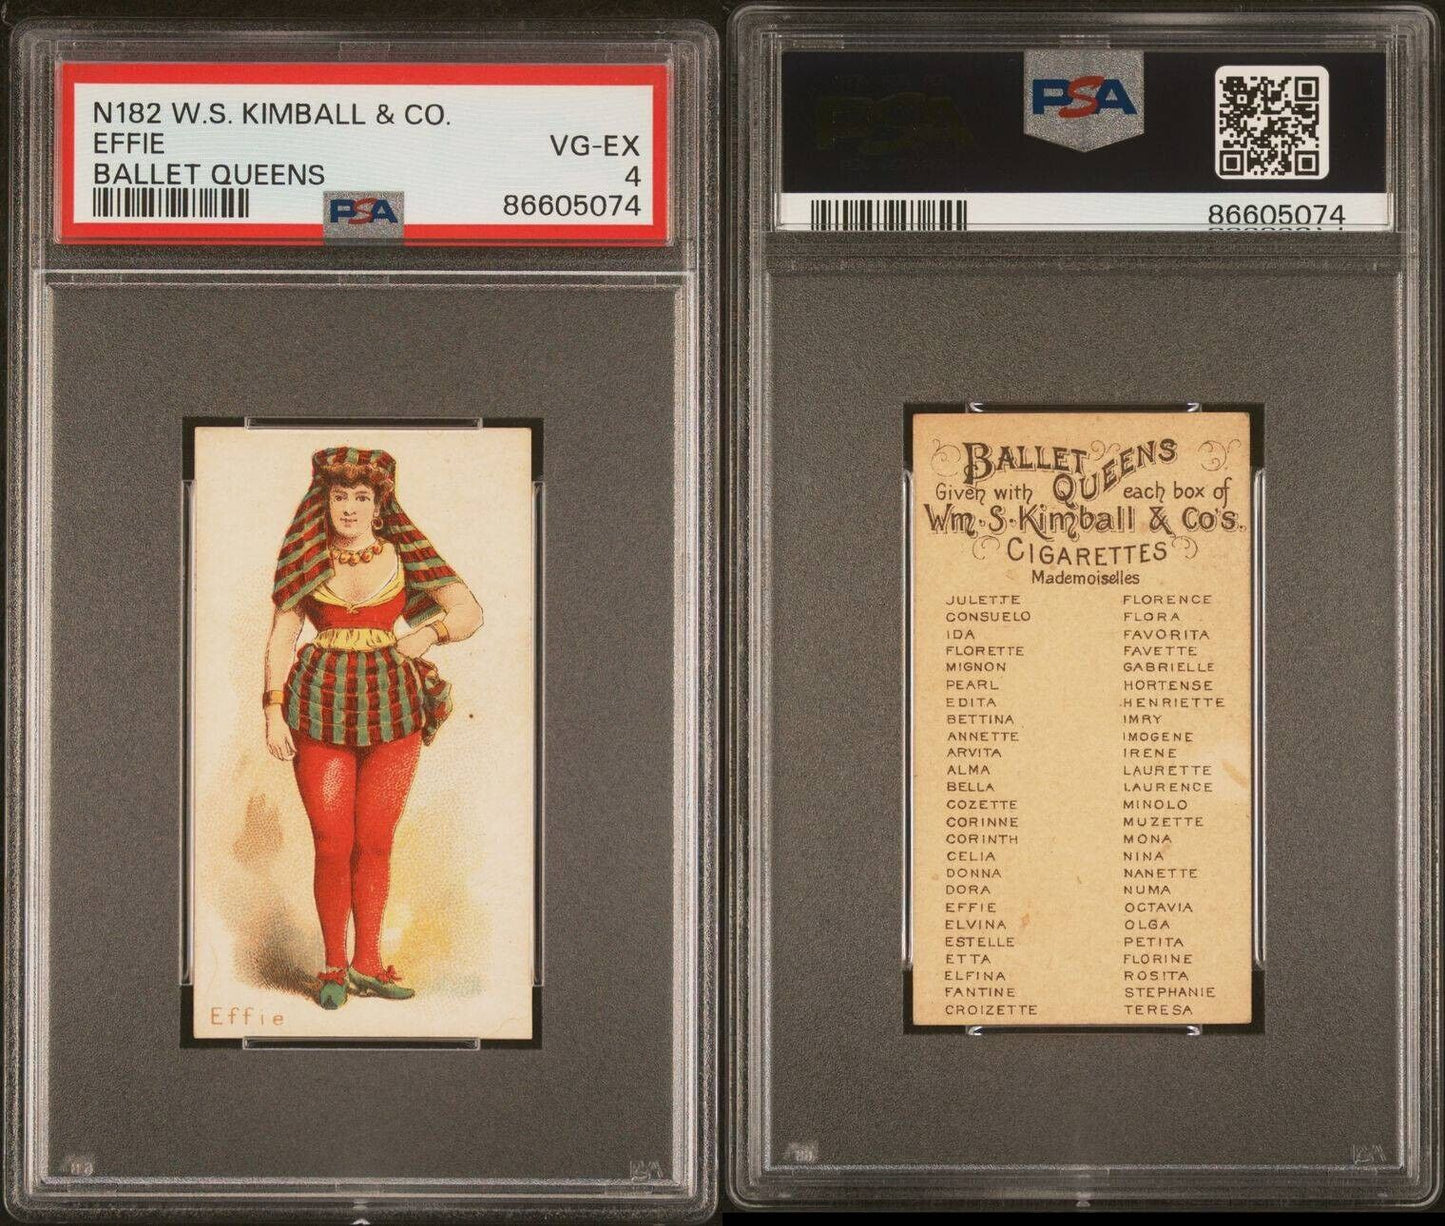 N182 W.S. KIMBALL & CO.
EFFIE
VG-EX
BALLET QUEENS
4
PSA
86605074
Effie
PSA
86605074
BALLET QUEENS
Given with each box of
Wm. S. Kimball & Co's.
CIGARETTES
Mademoiselles
JULETTE FLORENCE
CONSUELO FLORA
IDA FAVORITA
FLORETTE FAVETTE
MIGNON GABRIELLE
PEARL HORTENSE
EDITA HENRIETTE
BETTINA IMRY
ANNETTE IMOGENE
ARVITA IRENE
ALMA LAURETTE
BELLA LAURENCE
COZETTE MINOLO
CORINNE MUZETTE
CORINTH MONA
CELIA NINA
DONNA NANETTE
DORA NUMA
EFFIE OCTAVIA
ELVINA OLGA
ESTELLE PETITA
ETTA FLORINE
ELFINA ROSITA
FANTINE STEPHANIE
CROIZETTE TERESA